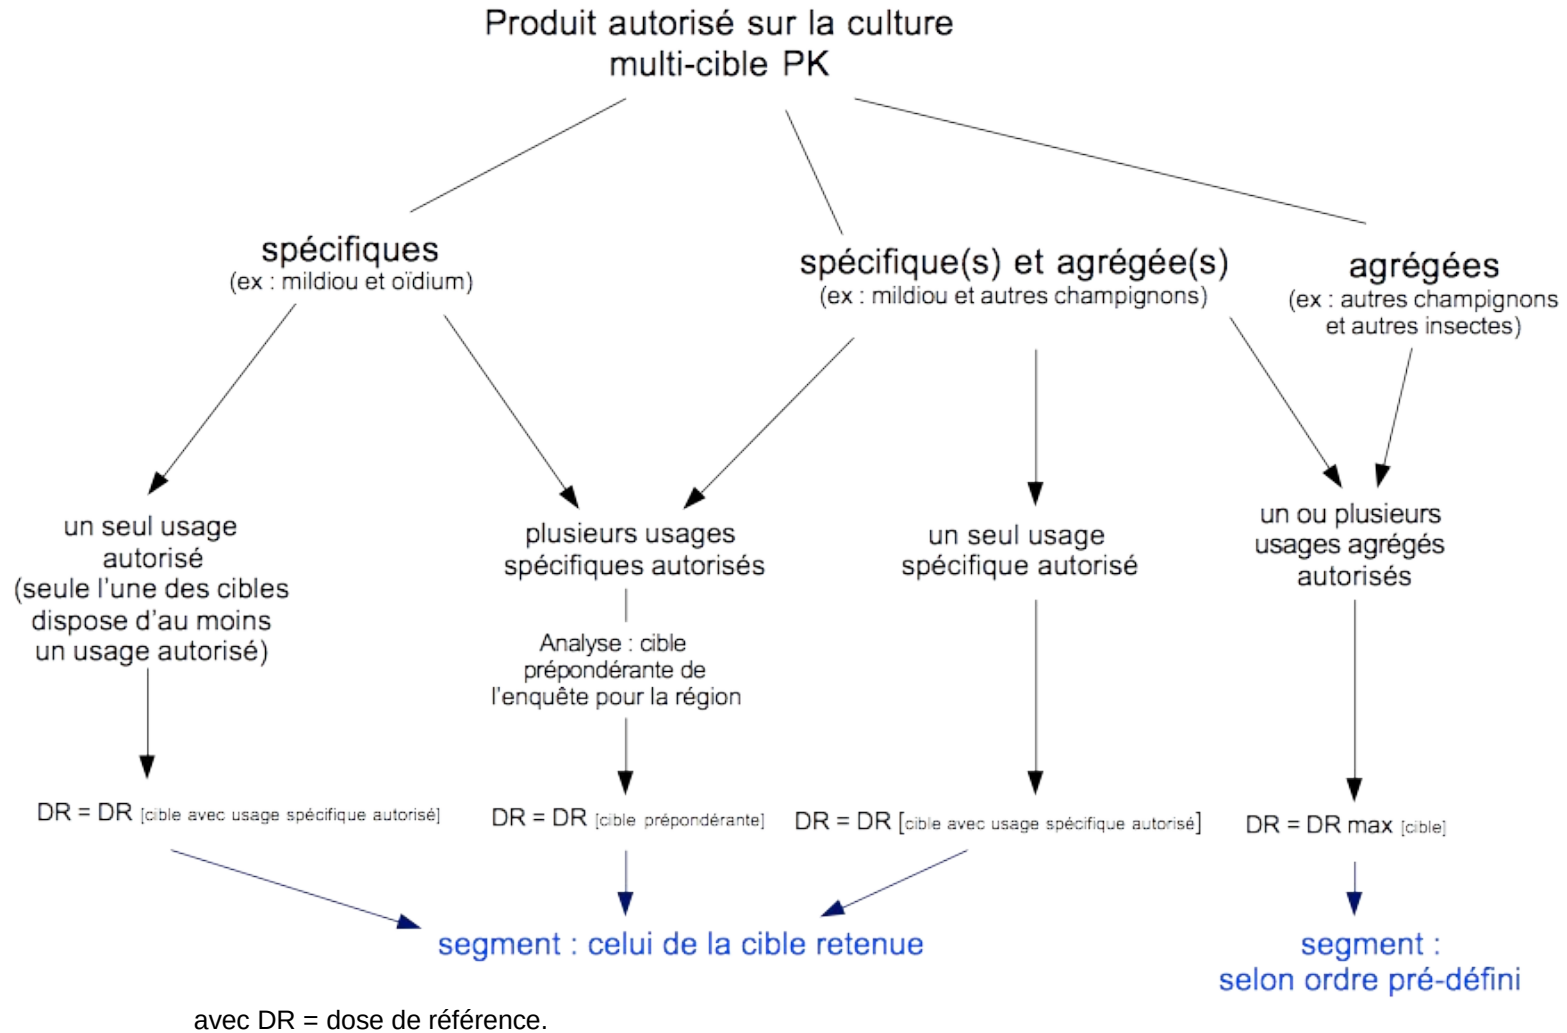 Produit autorisé sur la culture
multi-cible PK
spécifiques
(ex : mildiou et oïdium)
spécifique(s) et agrégée(s)
(ex : mildiou et autres champignons)
agrégées
(ex : autres champignons
et autres insectes)
un seul usage
autorisé
(seule l'une des cibles
dispose d'au moins
un usage autorisé)
plusieurs usages
spécifiques autorisés
un seul usage
spécifique autorisé
un ou plusieurs
usages agrégés
autorisés
Analyse : cible
prépondérante de
l'enquête pour la région
DR = DR [cible avec usage spécifique autorisé]
DR = DR [cible prépondérante]
DR = DR [cible avec usage spécifique autorisé]
DR = DR max [cible]
segment : celui de la cible retenue
segment :
selon ordre pré-défini
avec DR = dose de référence.